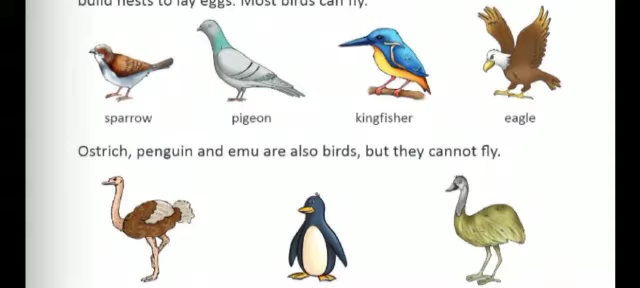 build nests to lay eggs. Most birds can fly.
sparrow pigeon kingfisher eagle
Ostrich, penguin and emu are also birds, but they cannot fly.